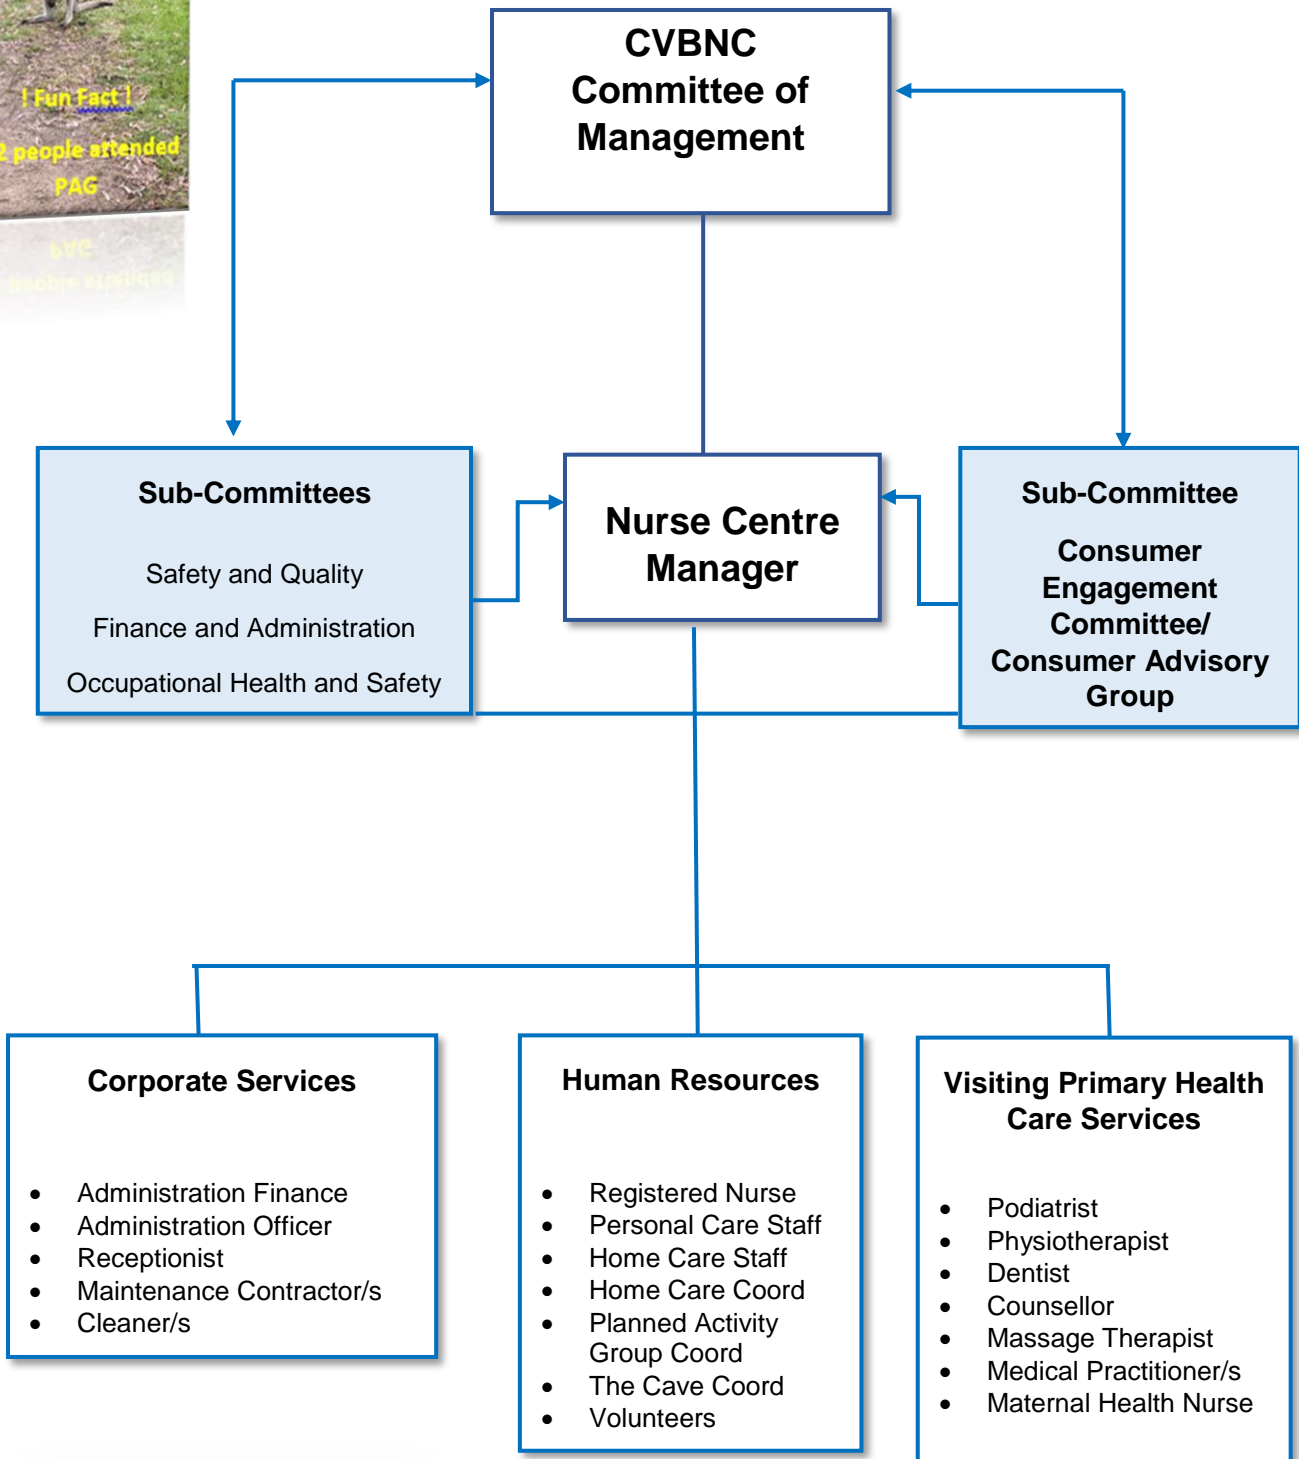 ! Fun Fact !
2 people attended
PAG
CVBNC
Committee of
Management
Sub-Committees
Safety and Quality
Finance and Administration
Occupational Health and Safety
Nurse Centre
Manager
Sub-Committee
Consumer
Engagement
Committee/
Consumer Advisory
Group
Corporate Services
• Administration Finance
• Administration Officer
• Receptionist
• Maintenance Contractor/s
• Cleaner/s
Human Resources
• Registered Nurse
• Personal Care Staff
• Home Care Staff
• Home Care Coord
• Planned Activity
Group Coord
• The Cave Coord
• Volunteers
Visiting Primary Health
Care Services
• Podiatrist
• Physiotherapist
• Dentist
• Counsellor
• Massage Therapist
• Medical Practitioner/s
• Maternal Health Nurse